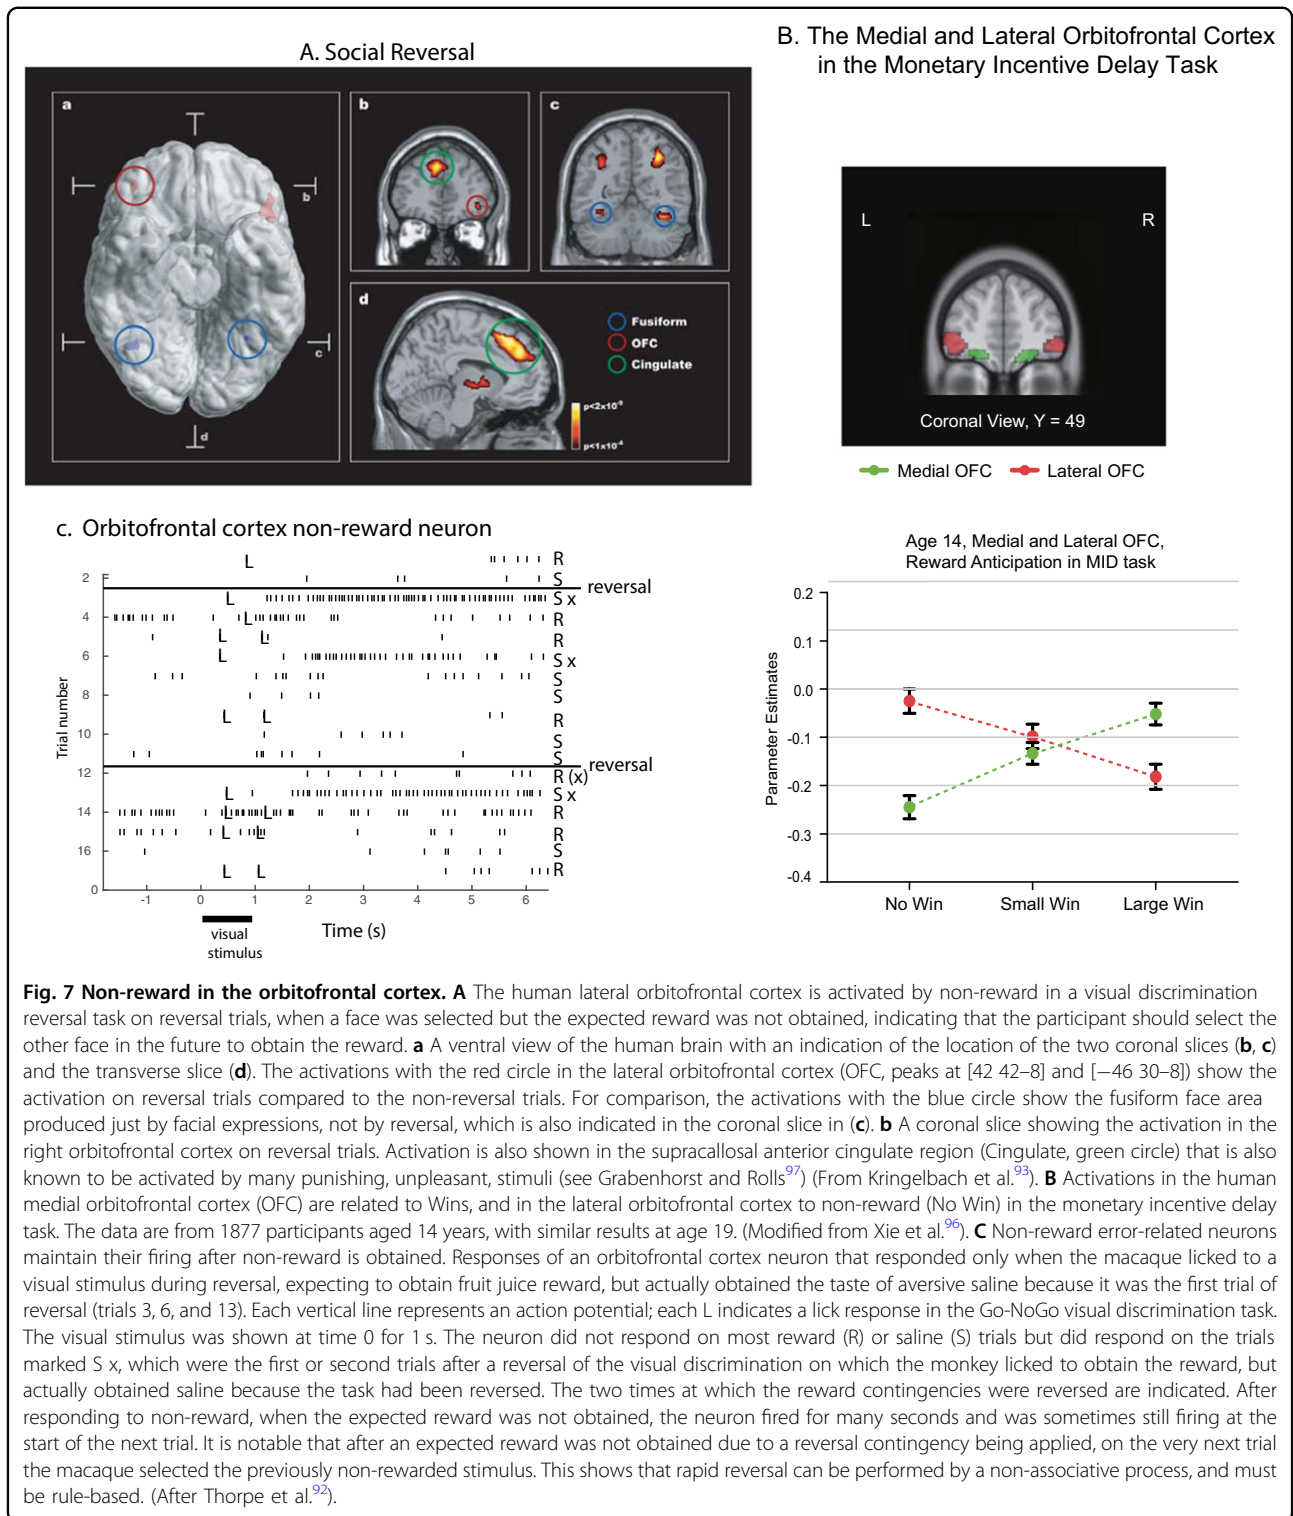 A. Social Reversal
a
b
c
b
c
d
d
Fusiform
OFC
Cingulate
p<2x10⁻⁹
p<1x10⁻⁴
B. The Medial and Lateral Orbitofrontal Cortex
in the Monetary Incentive Delay Task
L
R
Coronal View, Y = 49
Medial OFC
Lateral OFC
c. Orbitofrontal cortex non-reward neuron
L R
2 S
reversal
L S x
4 L R
L L R
6 L S x
S
8 S
L L R
10 S
S
reversal
12 R (x)
L S x
14 L L R
L L R
16 S
L L R
0
Trial number
-1 0 1 2 3 4 5 6
Time (s)
visual
stimulus
Age 14, Medial and Lateral OFC,
Reward Anticipation in MID task
0.2
0.1
0.0
-0.1
-0.2
-0.3
-0.4
Parameter Estimates
No Win Small Win Large Win
Fig. 7 Non-reward in the orbitofrontal cortex. A The human lateral orbitofrontal cortex is activated by non-reward in a visual discrimination
reversal task on reversal trials, when a face was selected but the expected reward was not obtained, indicating that the participant should select the
other face in the future to obtain the reward. a A ventral view of the human brain with an indication of the location of the two coronal slices (b, c)
and the transverse slice (d). The activations with the red circle in the lateral orbitofrontal cortex (OFC, peaks at [42 42–8] and [−46 30–8]) show the
activation on reversal trials compared to the non-reversal trials. For comparison, the activations with the blue circle show the fusiform face area
produced just by facial expressions, not by reversal, which is also indicated in the coronal slice in (c). b A coronal slice showing the activation in the
right orbitofrontal cortex on reversal trials. Activation is also shown in the supracallosal anterior cingulate region (Cingulate, green circle) that is also
known to be activated by many punishing, unpleasant, stimuli (see Grabenhorst and Rolls97) (From Kringelbach et al.93). B Activations in the human
medial orbitofrontal cortex (OFC) are related to Wins, and in the lateral orbitofrontal cortex to non-reward (No Win) in the monetary incentive delay
task. The data are from 1877 participants aged 14 years, with similar results at age 19. (Modified from Xie et al.96). C Non-reward error-related neurons
maintain their firing after non-reward is obtained. Responses of an orbitofrontal cortex neuron that responded only when the macaque licked to a
visual stimulus during reversal, expecting to obtain fruit juice reward, but actually obtained the taste of aversive saline because it was the first trial of
reversal (trials 3, 6, and 13). Each vertical line represents an action potential; each L indicates a lick response in the Go-NoGo visual discrimination task.
The visual stimulus was shown at time 0 for 1 s. The neuron did not respond on most reward (R) or saline (S) trials but did respond on the trials
marked S x, which were the first or second trials after a reversal of the visual discrimination on which the monkey licked to obtain the reward, but
actually obtained saline because the task had been reversed. The two times at which the reward contingencies were reversed are indicated. After
responding to non-reward, when the expected reward was not obtained, the neuron fired for many seconds and was sometimes still firing at the
start of the next trial. It is notable that after an expected reward was not obtained due to a reversal contingency being applied, on the very next trial
the macaque selected the previously non-rewarded stimulus. This shows that rapid reversal can be performed by a non-associative process, and must
be rule-based. (After Thorpe et al.92).